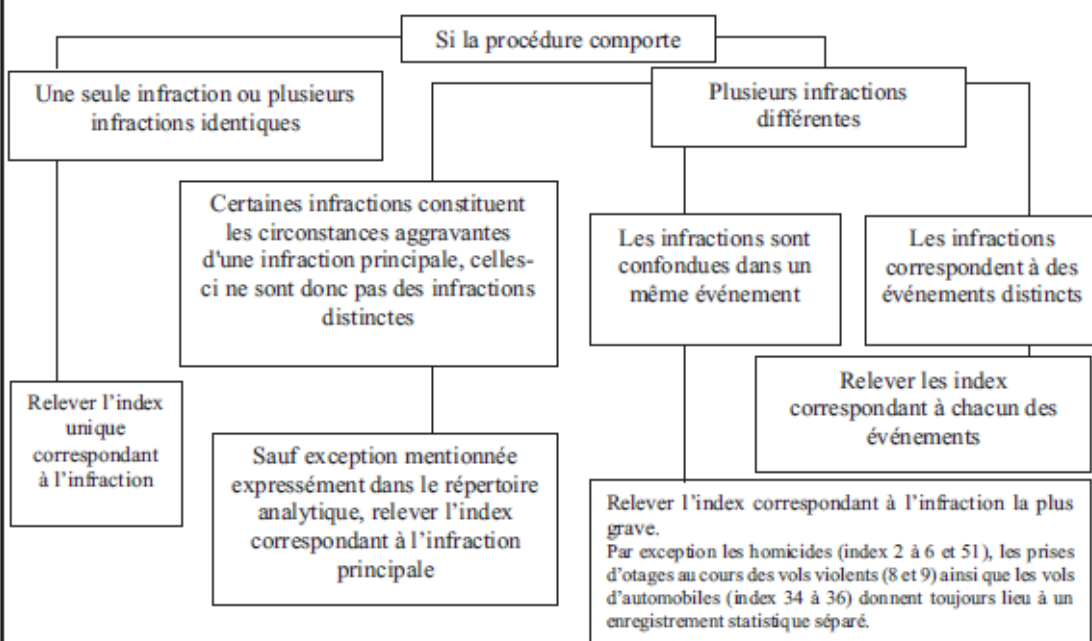 Si la procédure comporte
Une seule infraction ou plusieurs
infractions identiques
Plusieurs infractions
différentes
Certaines infractions constituent
les circonstances aggravantes
d'une infraction principale, celles-
ci ne sont donc pas des infractions
distinctes
Les infractions sont
confondues dans un
même événement
Les infractions
correspondent à des
événements distincts
Relever l'index
unique
correspondant
à l'infraction
Sauf exception mentionnée
expressément dans le répertoire
analytique, relever l'index
correspondant à l'infraction
principale
Relever les index
correspondant à chacun des
événements
Relever l'index correspondant à l'infraction la plus
grave.
Par exception les homicides (index 2 à 6 et 51), les prises
d'otages au cours des vols violents (8 et 9) ainsi que les vols
d'automobiles (index 34 à 36) donnent toujours lieu à un
enregistrement statistique séparé.